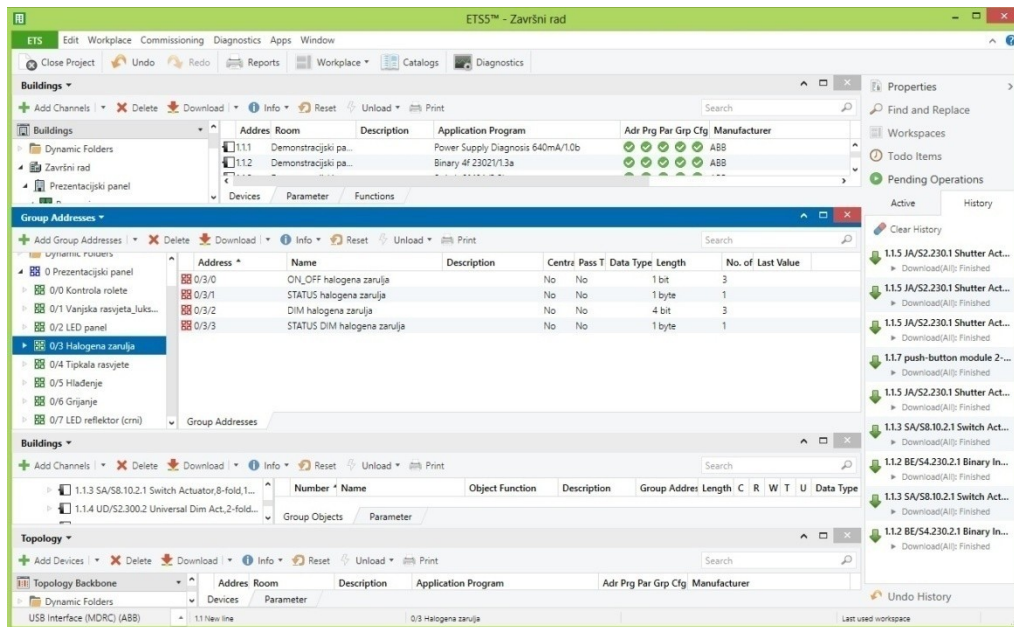 ETS5™ - Završni rad
ETS Edit Workplace Commissioning Diagnostics Apps Window
Close Project Undo Redo Reports Workplace Catalogs Diagnostics
Buildings
Add Channels Delete Download Info Reset Unload Print Search
Buildings
Dynamic Folders
Završni rad
Prezentacijski panel
Addres Room Description Application Program Adr Prg Par Grp Cfg Manufacturer
1.1.1 Demonstracijski pa... Power Supply Diagnosis 640mA/1.0b ABB
1.1.2 Demonstracijski pa... Binary 4f 23021/1.3a ABB
Devices Parameter Functions
Group Addresses
Add Group Addresses Delete Download Info Reset Unload Print Search
Dynamic Folders
0 Prezentacijski panel
0/0 Kontrola rolete
0/1 Vanjska rasvjeta_luks...
0/2 LED panel
0/3 Halogena zarulja
0/4 Tipkala rasvjete
0/5 Hlađenje
0/6 Grijanje
0/7 LED reflektor (crni)
Address Name Description Centra Pass T Data Type Length No. of Last Value
0/3/0 ON_OFF halogena zarulja No No 1 bit 3
0/3/1 STATUS halogena zarulja No No 1 byte 1
0/3/2 DIM halogena zarulja No No 4 bit 3
0/3/3 STATUS DIM halogena zarulja No No 1 byte 1
Group Addresses
Buildings
Add Channels Delete Download Info Reset Unload Print Search
1.1.3 SA/S8.10.2.1 Switch Actuator,8-fold,1...
1.1.4 UD/S2.300.2 Universal Dim Act.,2-fold...
Number Name Object Function Description Group Addres Length C R W T U Data Type
Group Objects Parameter
Topology
Add Devices Delete Download Info Reset Unload Print Search
Topology Backbone
Dynamic Folders
Addres Room Description Application Program Adr Prg Par Grp Cfg Manufacturer
Devices Parameter
USB Interface (MDRC) (ABB) 1.1 New line 0/3 Halogena zarulja Last used workspace
Properties
Find and Replace
Workspaces
Todo Items
Pending Operations
Active History
Clear History
1.1.5 JA/S2.230.1 Shutter Act...
Download(All): Finished
1.1.5 JA/S2.230.1 Shutter Act...
Download(All): Finished
1.1.5 JA/S2.230.1 Shutter Act...
Download(All): Finished
1.1.7 push-button module 2-...
Download(All): Finished
1.1.5 JA/S2.230.1 Shutter Act...
Download(All): Finished
1.1.3 SA/S8.10.2.1 Switch Act...
Download(All): Finished
1.1.2 BE/S4.230.2.1 Binary In...
Download(All): Finished
1.1.3 SA/S8.10.2.1 Switch Act...
Download(All): Finished
1.1.2 BE/S4.230.2.1 Binary In...
Download(All): Finished
Undo History